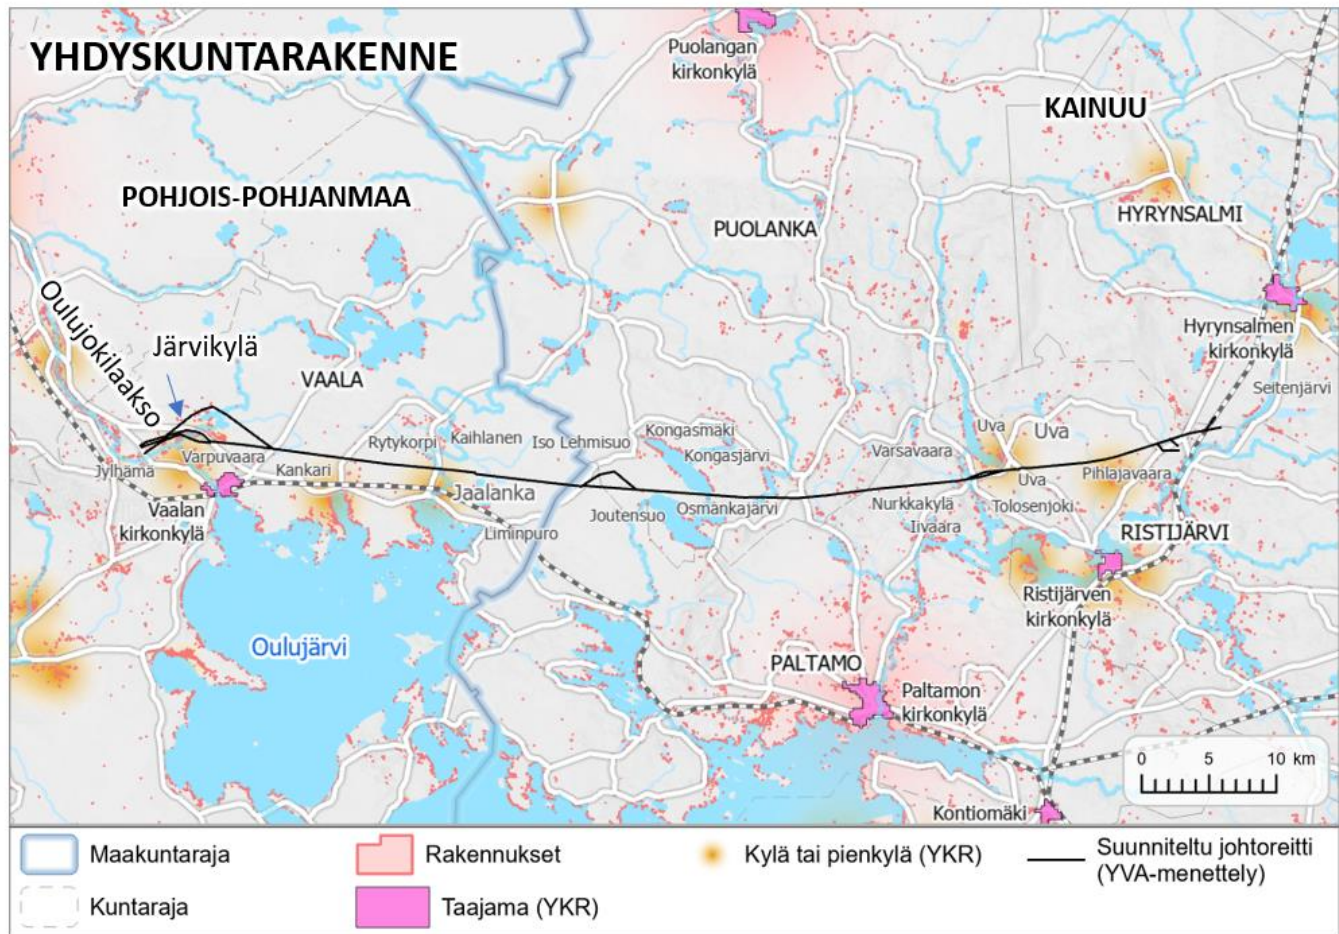 YHDYSKUNTARAKENNE
Puolangan
kirkonkylä
KAINUU
POHJOIS-POHJANMAA
PUOLANKA
HYRYNSALMI
Oulujokilaakso
Järvikylä
VAALA
Hyrynsalmen
kirkonkylä
Seitenjärvi
Rytykorpi
Kaihlanen
Iso Lehmisuo
Kongasmäki
Kongasjärvi
Varsavaara
Uva
Uva
Jylhämä
Varpuvaara
Kankari
Jaalanka
Uva
Pihlajavaara
Vaalan
kirkonkylä
Liminpuro
Joutensuo
Osmankajärvi
Nurkkakylä
Iivaara
Tolosenjoki
RISTIJÄRVI
Ristijärven
kirkonkylä
Oulujärvi
PALTAMO
Paltamon
kirkonkylä
Kontiomäki
0 5 10 km
Maakuntaraja
Rakennukset
Kylä tai pienkylä (YKR)
Suunniteltu johtoreitti
(YVA-menettely)
Kuntaraja
Taajama (YKR)